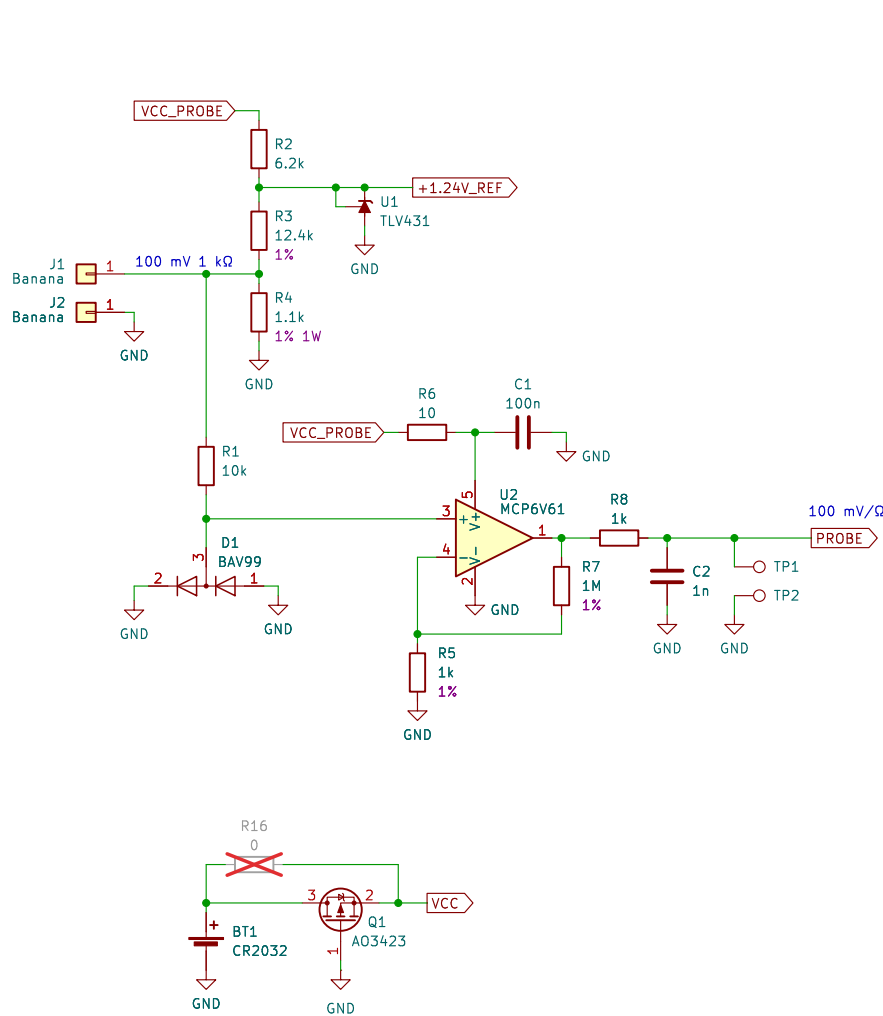 VCC_PROBE
R2
6.2k
+1.24V_REF
U1
TLV431
GND
R3
12.4k
1%
J1
Banana
1
100 mV 1 kΩ
J2
Banana
1
GND
R4
1.1k
1% 1W
GND
C1
100n
R6
10
VCC_PROBE
GND
R1
10k
U2
MCP6V61
5
3
+
V+
4
−
V-
2
1
GND
R8
1k
100 mV/Ω
PROBE
D1
BAV99
3
2
1
GND
GND
R7
1M
1%
C2
1n
TP1
TP2
GND
GND
R5
1k
1%
GND
R16
0
3
2
VCC
Q1
AO3423
1
BT1
CR2032
+
GND
GND